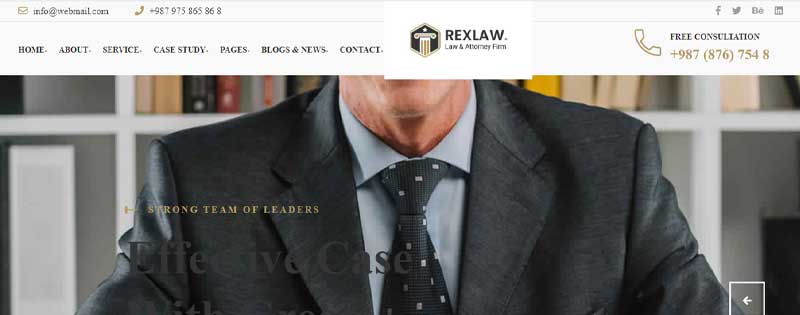 info@webmail.com
+987 975 865 86 8
HOME
ABOUT
SERVICE
CASE STUDY
PAGES
BLOGS & NEWS
CONTACT
REXLAW.
Law & Attorney Firm
FREE CONSULTATION
+987 (876) 754 8
STRONG TEAM OF LEADERS
Effective Case
With